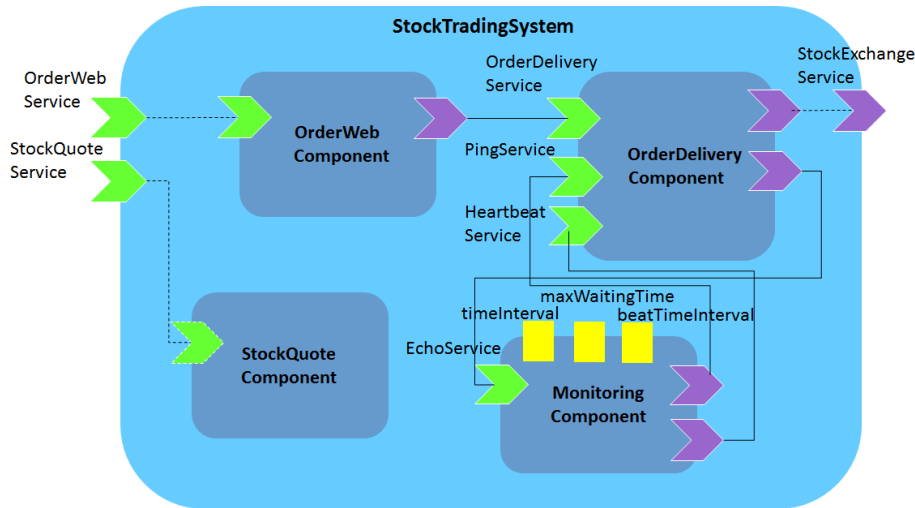 StockTradingSystem
OrderWeb
Service
StockQuote
Service
OrderWeb
Component
OrderDelivery
Service
PingService
Heartbeat
Service
OrderDelivery
Component
StockExchange
Service
StockQuote
Component
maxWaitingTime
timeInterval
beatTimeInterval
EchoService
Monitoring
Component